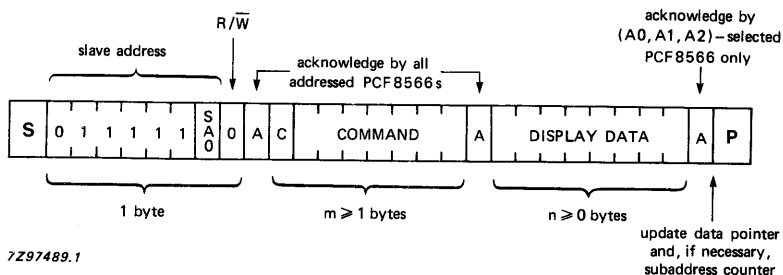 R/W̅
slave address
acknowledge by all
addressed PCF8566s
acknowledge by
(A0, A1, A2)–selected
PCF8566 only
S 0 1 1 1 1 1 SA0 0 A C COMMAND A DISPLAY DATA A P
1 byte
m ⩾ 1 bytes
n ⩾ 0 bytes
update data pointer
and, if necessary,
subaddress counter
7Z97489.1